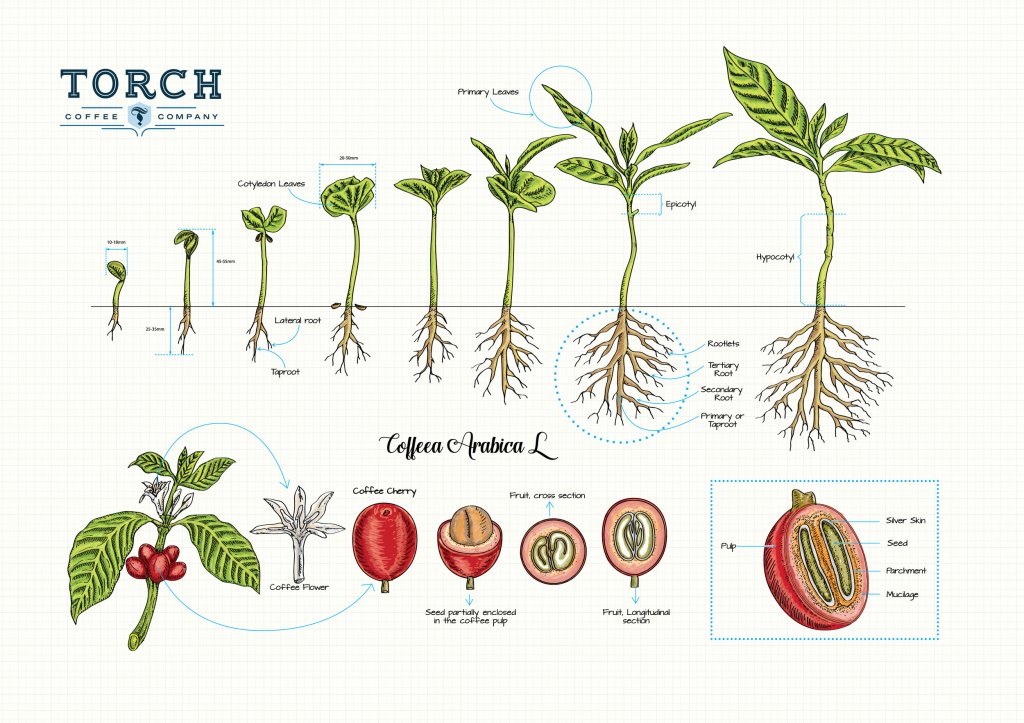 TORCH
COFFEE COMPANY
Primary Leaves
20-50mm
Cotyledon Leaves
Epicotyl
10-18mm
45-55mm
Hypocotyl
25-35mm
Lateral root
Taproot
Rootlets
Tertiary
Root
Secondary
Root
Primary or
Taproot
Coffeea Arabica L
Coffee Cherry
Fruit, cross section
Coffee Flower
Seed partially enclosed
in the coffee pulp
Fruit, Longitudinal
section
Pulp
Silver Skin
Seed
Parchment
Mucilage